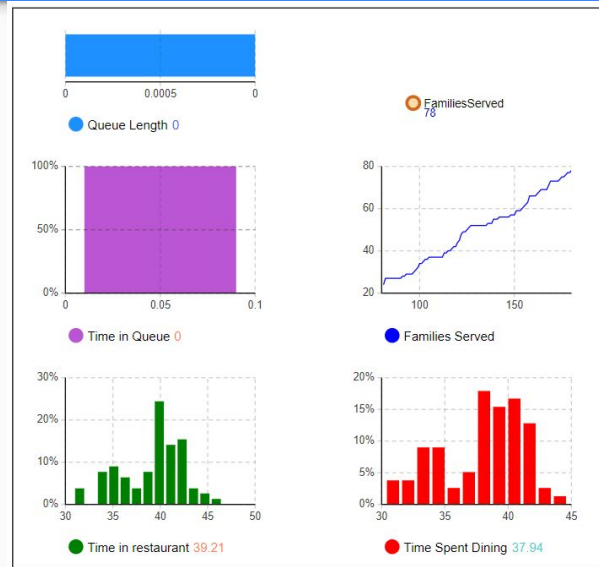 0 0.0005 0
Queue Length 0
FamiliesServed
78
100%
50%
0%
0 0.05 0.1
Time in Queue 0
80
60
40
20
100 150
Families Served
30%
20%
10%
0%
30 35 40 45 50
Time in restaurant 39.21
20%
15%
10%
5%
0%
30 35 40 45
Time Spent Dining 37.94